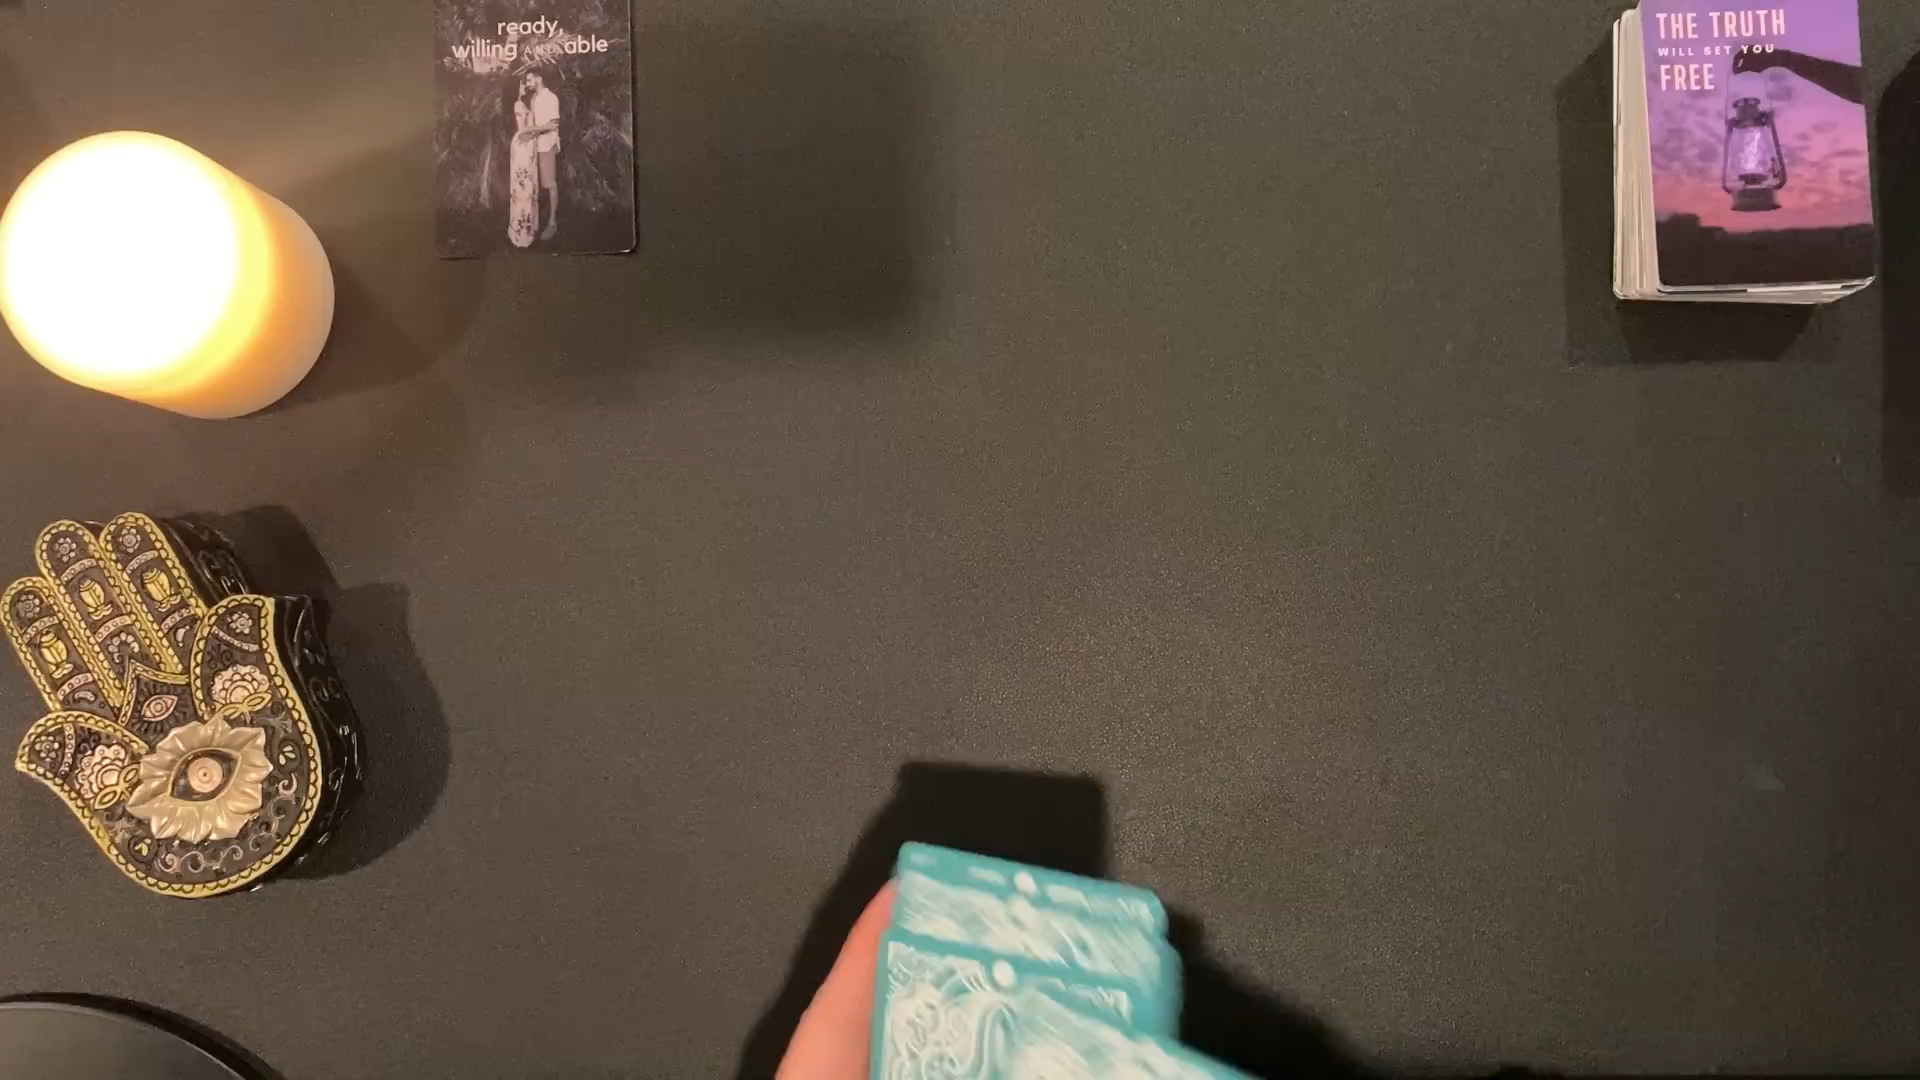 ready,
willing AND able
THE TRUTH
WILL SET YOU
FREE